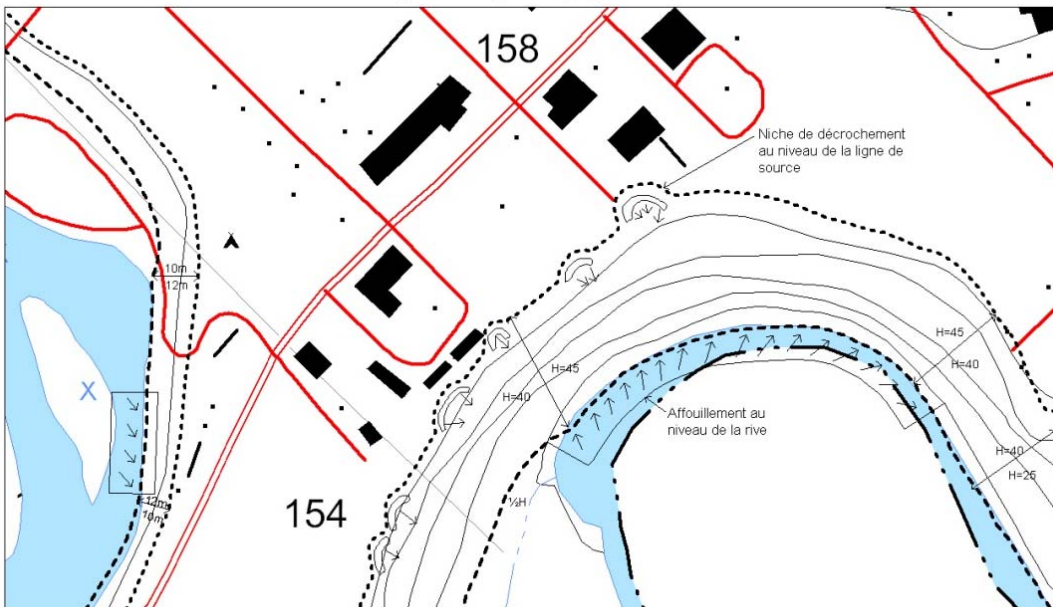 158
Niche de décrochement
au niveau de la ligne de
source
10m
12m
H=45
H=40
H=45
H=40
X
Affouillement au
niveau de la rive
H=40
H=25
12m
10m
½H
154